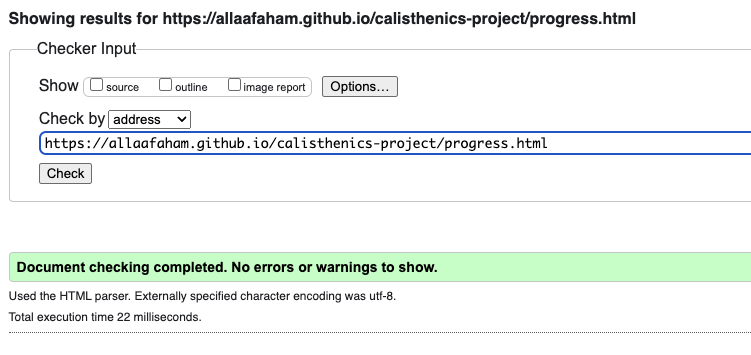 Showing results for https://allaafaham.github.io/calisthenics-project/progress.html
Checker Input
Show source outline image report Options...
Check by address
https://allaafaham.github.io/calisthenics-project/progress.html
Check
Document checking completed. No errors or warnings to show.
Used the HTML parser. Externally specified character encoding was utf-8.
Total execution time 22 milliseconds.